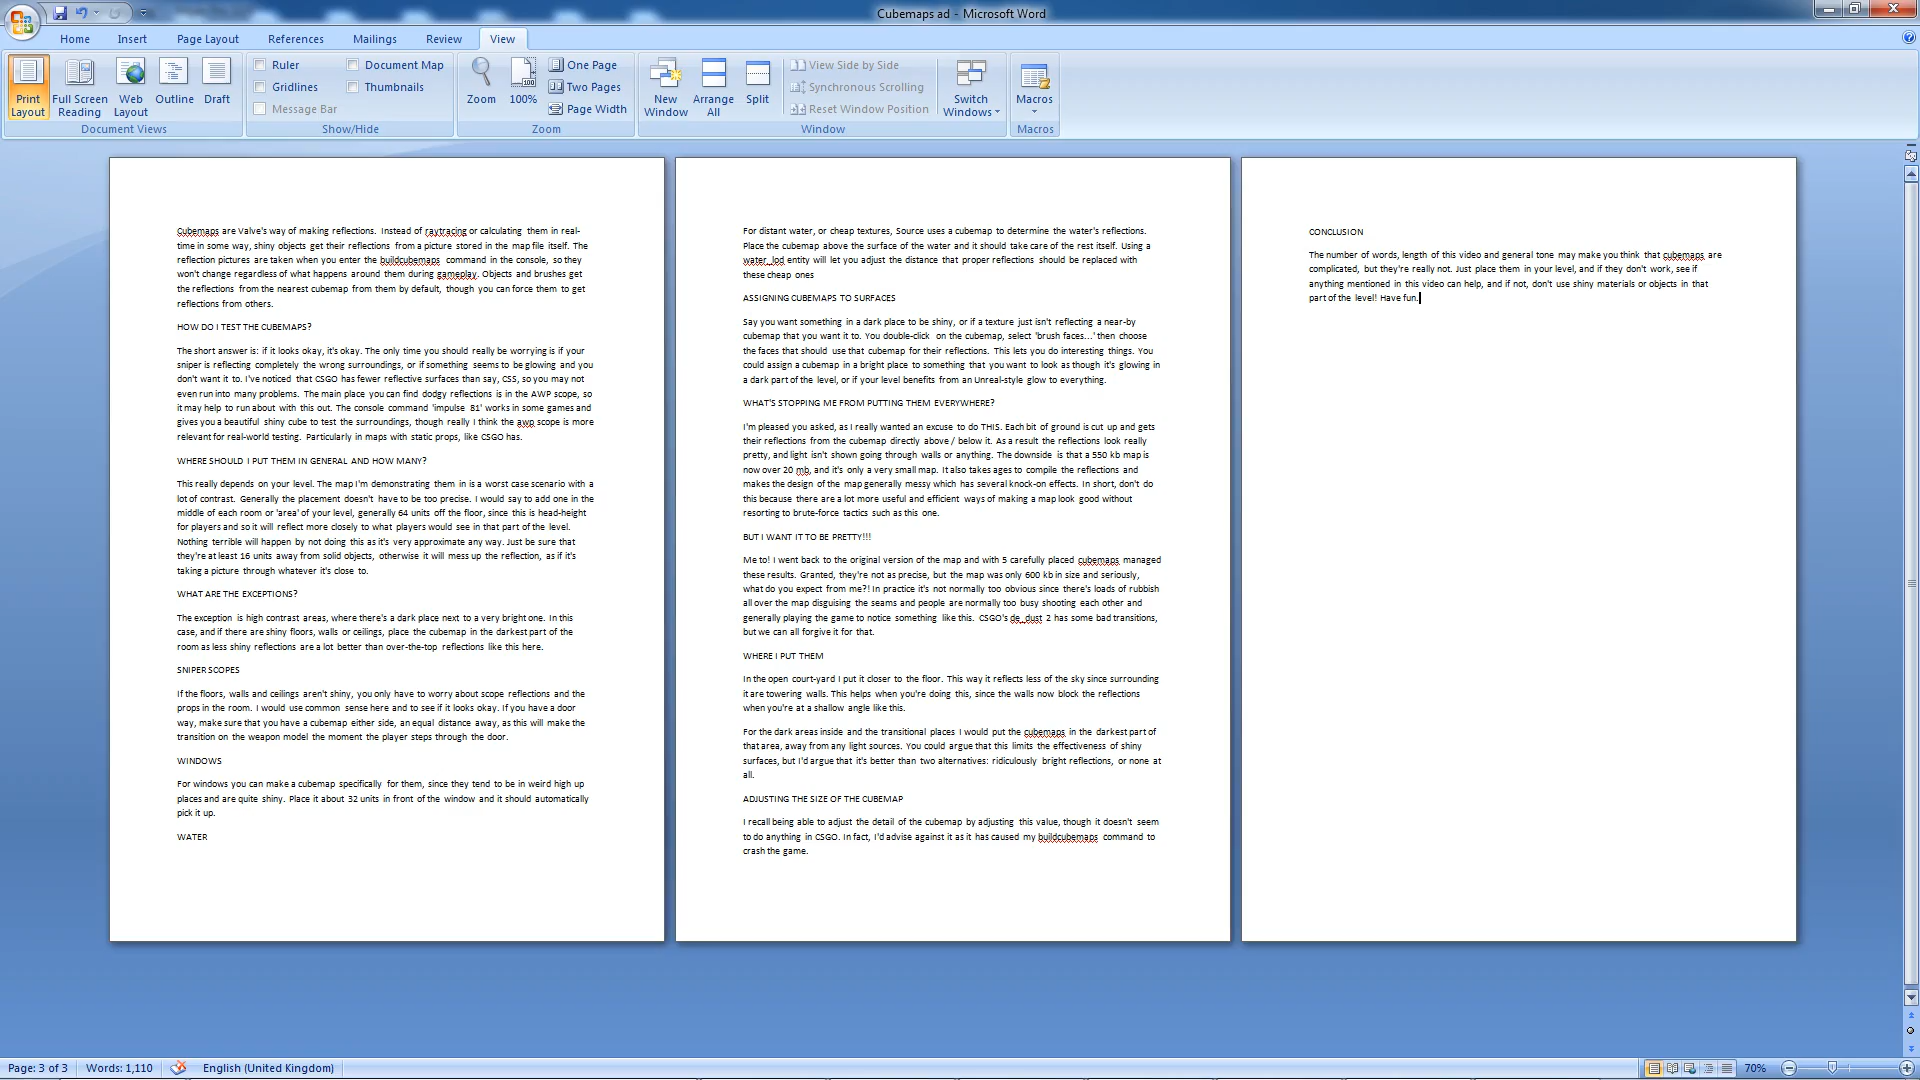 Cubemaps ad - Microsoft Word
Home Insert Page Layout References Mailings Review View
Print Layout
Full Screen Reading
Web Layout
Outline
Draft
Document Views
Ruler
Gridlines
Message Bar
Document Map
Thumbnails
Show/Hide
Zoom
100%
One Page
Two Pages
Page Width
Zoom
New Window
Arrange All
Split
View Side by Side
Synchronous Scrolling
Reset Window Position
Switch Windows
Window
Macros
Macros
Cubemaps are Valve's way of making reflections. Instead of raytracing or calculating them in real-
time in some way, shiny objects get their reflections from a picture stored in the map file itself. The
reflection pictures are taken when you enter the buildcubemaps command in the console, so they
won't change regardless of what happens around them during gameplay. Objects and brushes get
the reflections from the nearest cubemap from them by default, though you can force them to get
reflections from others.
HOW DO I TEST THE CUBEMAPS?
The short answer is: if it looks okay, it's okay. The only time you should really be worrying is if your
sniper is reflecting completely the wrong surroundings, or if something seems to be glowing and you
don't want it to. I've noticed that CSGO has fewer reflective surfaces than say, CSS, so you may not
even run into many problems. The main place you can find dodgy reflections is in the AWP scope, so
it may help to run about with this out. The console command 'impulse 81' works in some games and
gives you a beautiful shiny cube to test the surroundings, though really I think the awp scope is more
relevant for real-world testing. Particularly in maps with static props, like CSGO has.
WHERE SHOULD I PUT THEM IN GENERAL AND HOW MANY?
This really depends on your level. The map I'm demonstrating them in is a worst case scenario with a
lot of contrast. Generally the placement doesn't have to be too precise. I would say to add one in the
middle of each room or 'area' of your level, generally 64 units off the floor, since this is head-height
for players and so it will reflect more closely to what players would see in that part of the level.
Nothing terrible will happen by not doing this as it's very approximate any way. Just be sure that
they're at least 16 units away from solid objects, otherwise it will mess up the reflection, as if it's
taking a picture through whatever it's close to.
WHAT ARE THE EXCEPTIONS?
The exception is high contrast areas, where there's a dark place next to a very bright one. In this
case, and if there are shiny floors, walls or ceilings, place the cubemap in the darkest part of the
room as less shiny reflections are a lot better than over-the-top reflections like this here.
SNIPER SCOPES
If the floors, walls and ceilings aren't shiny, you only have to worry about scope reflections and the
props in the room. I would use common sense here and to see if it looks okay. If you have a door
way, make sure that you have a cubemap either side, an equal distance away, as this will make the
transition on the weapon model the moment the player steps through the door.
WINDOWS
For windows you can make a cubemap specifically for them, since they tend to be in weird high up
places and are quite shiny. Place it about 32 units in front of the window and it should automatically
pick it up.
WATER
For distant water, or cheap textures, Source uses a cubemap to determine the water's reflections.
Place the cubemap above the surface of the water and it should take care of the rest itself. Using a
water_lod entity will let you adjust the distance that proper reflections should be replaced with
these cheap ones
ASSIGNING CUBEMAPS TO SURFACES
Say you want something in a dark place to be shiny, or if a texture just isn't reflecting a near-by
cubemap that you want it to. You double-click on the cubemap, select 'brush faces...' then choose
the faces that should use that cubemap for their reflections. This lets you do interesting things. You
could assign a cubemap in a bright place to something that you want to look as though it's glowing in
a dark part of the level, or if your level benefits from an Unreal-style glow to everything.
WHAT'S STOPPING ME FROM PUTTING THEM EVERYWHERE?
I'm pleased you asked, as I really wanted an excuse to do THIS. Each bit of ground is cut up and gets
their reflections from the cubemap directly above / below it. As a result the reflections look really
pretty, and light isn't shown going through walls or anything. The downside is that a 550 kb map is
now over 20 mb, and it's only a very small map. It also takes ages to compile the reflections and
makes the design of the map generally messy which has several knock-on effects. In short, don't do
this because there are a lot more useful and efficient ways of making a map look good without
resorting to brute-force tactics such as this one.
BUT I WANT IT TO BE PRETTY!!!
Me to! I went back to the original version of the map and with 5 carefully placed cubemaps managed
these results. Granted, they're not as precise, but the map was only 600 kb in size and seriously,
what do you expect from me?! In practice it's not normally too obvious since there's loads of rubbish
all over the map disguising the seams and people are normally too busy shooting each other and
generally playing the game to notice something like this. CSGO's de_dust 2 has some bad transitions,
but we can all forgive it for that.
WHERE I PUT THEM
In the open court-yard I put it closer to the floor. This way it reflects less of the sky since surrounding
it are towering walls. This helps when you're doing this, since the walls now block the reflections
when you're at a shallow angle like this.
For the dark areas inside and the transitional places I would put the cubemaps in the darkest part of
that area, away from any light sources. You could argue that this limits the effectiveness of shiny
surfaces, but I'd argue that it's better than two alternatives: ridiculously bright reflections, or none at
all.
ADJUSTING THE SIZE OF THE CUBEMAP
I recall being able to adjust the detail of the cubemap by adjusting this value, though it doesn't seem
to do anything in CSGO. In fact, I'd advise against it as it has caused my buildcubemaps command to
crash the game.
CONCLUSION
The number of words, length of this video and general tone may make you think that cubemaps are
complicated, but they're really not. Just place them in your level, and if they don't work, see if
anything mentioned in this video can help, and if not, don't use shiny materials or objects in that
part of the level! Have fun.
Page: 3 of 3 Words: 1,110 English (United Kingdom) 70%